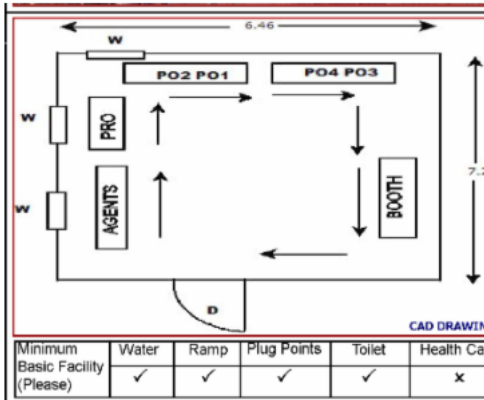 6.46
W
PO2 PO1
PO4 PO3
W
PRO
W
AGENTS
BOOTH
7.2
D
CAD DRAWIN
Minimum Basic Facility (Please)
Water
Ramp
Plug Points
Toilet
Health Ca
✓
✓
✓
✓
x